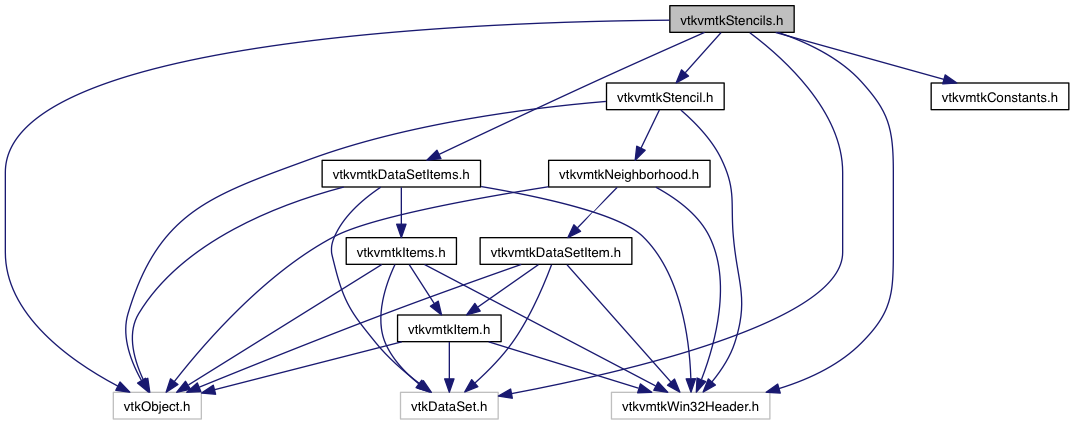 vtkvmtkStencils.h
vtkvmtkStencil.h
vtkvmtkConstants.h
vtkvmtkDataSetItems.h
vtkvmtkNeighborhood.h
vtkvmtkItems.h
vtkvmtkDataSetItem.h
vtkvmtkItem.h
vtkObject.h
vtkDataSet.h
vtkvmtkWin32Header.h